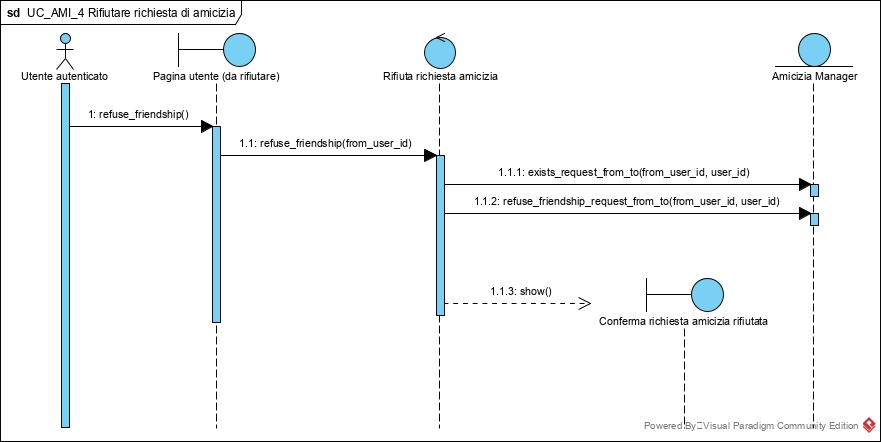 sd UC_AMI_4 Rifiutare richiesta di amicizia
Utente autenticato
Pagina utente (da rifiutare)
Rifiuta richiesta amicizia
Amicizia Manager
1: refuse_friendship()
1.1: refuse_friendship(from_user_id)
1.1.1: exists_request_from_to(from_user_id, user_id)
1.1.2: refuse_friendship_request_from_to(from_user_id, user_id)
1.1.3: show()
Conferma richiesta amicizia rifiutata
Powered By Visual Paradigm Community Edition